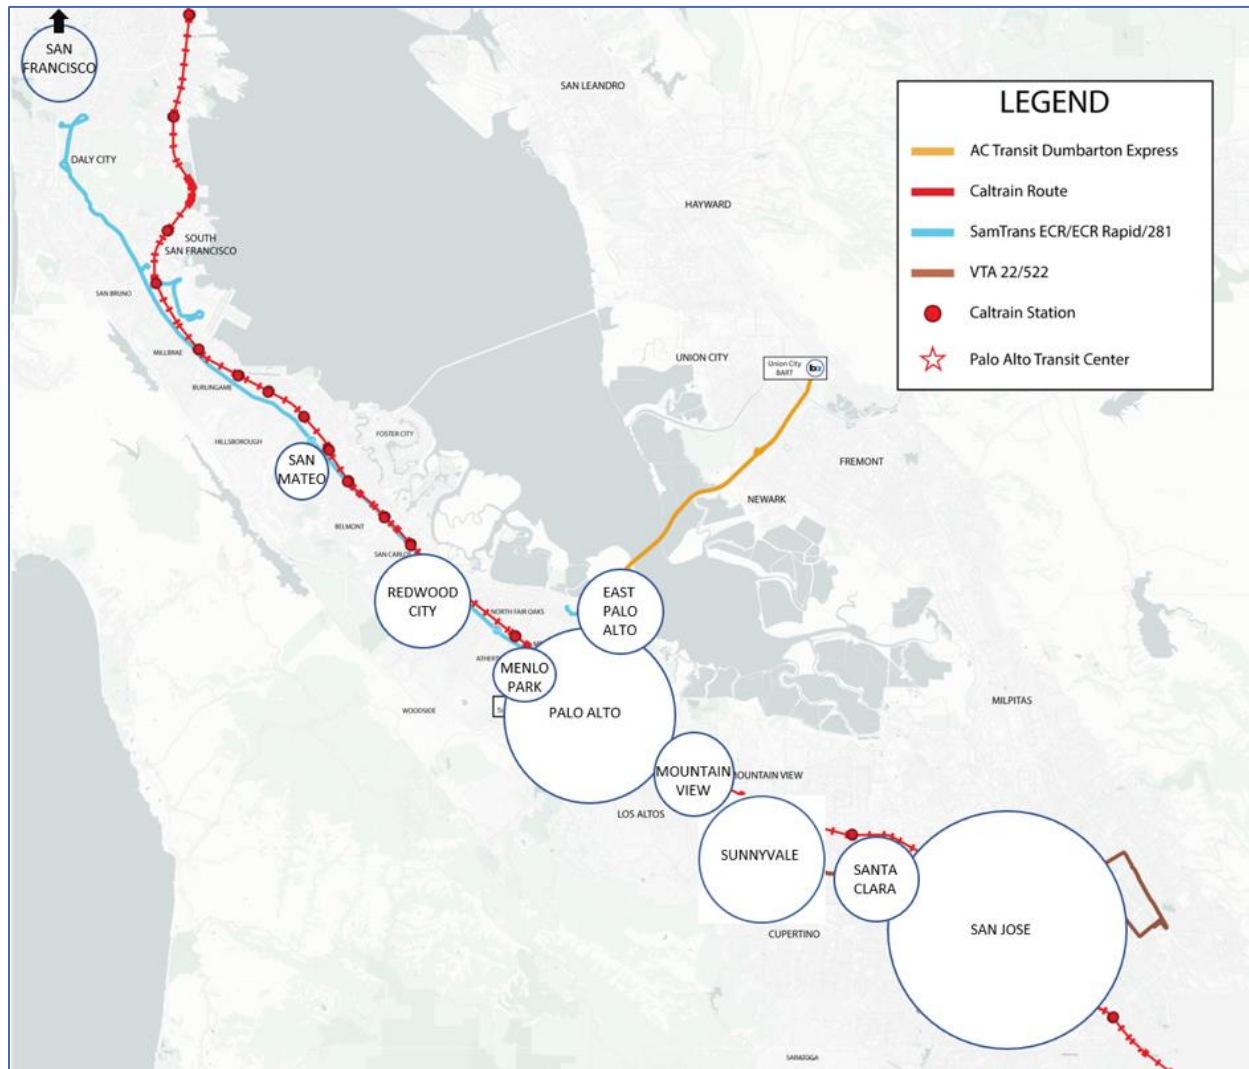 SAN
FRANCISCO
DALY CITY
SOUTH
SAN FRANCISCO
SAN BRUNO
MILLBRAE
BURLINGAME
HILLSBOROUGH
FOSTER CITY
SAN
MATEO
BELMONT
SAN CARLOS
REDWOOD
CITY
NORTH FAIR OAKS
MENLO
PARK
WOODSIDE
EAST
PALO
ALTO
PALO ALTO
MOUNTAIN
VIEW
MOUNTAIN VIEW
LOS ALTOS
SUNNYVALE
CUPERTINO
SANTA
CLARA
SAN JOSE
SARATOGA
MILPITAS
SAN LEANDRO
HAYWARD
UNION CITY
Union City
BART
ba
FREMONT
NEWARK
LEGEND
AC Transit Dumbarton Express
Caltrain Route
SamTrans ECR/ECR Rapid/281
VTA 22/522
Caltrain Station
Palo Alto Transit Center